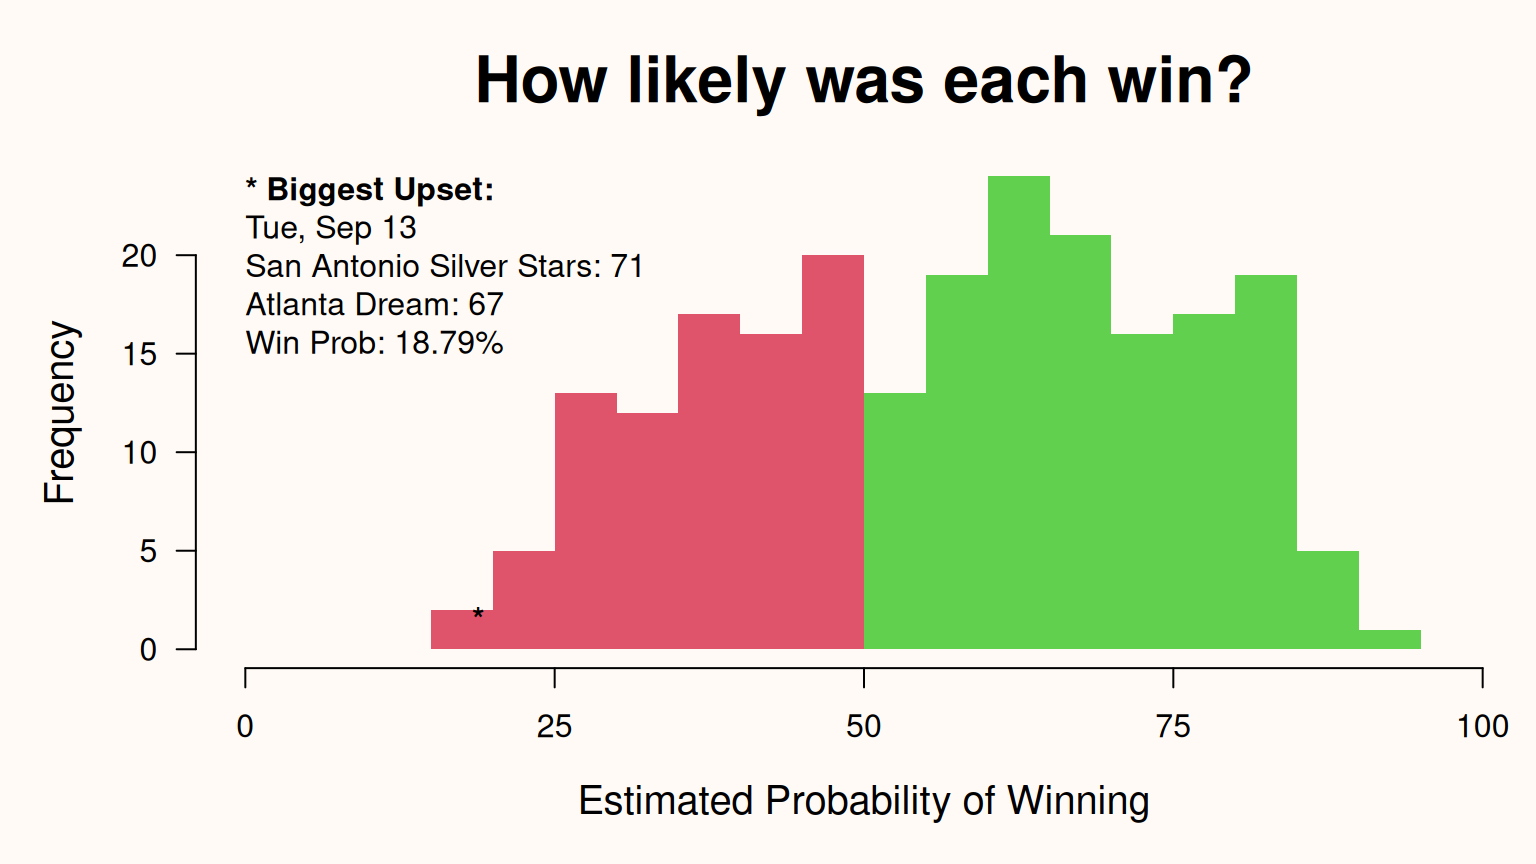 How likely was each win?
* Biggest Upset:
Tue, Sep 13
San Antonio Silver Stars: 71
Atlanta Dream: 67
Win Prob: 18.79%
Frequency
20
15
10
5
0
*
0 25 50 75 100
Estimated Probability of Winning